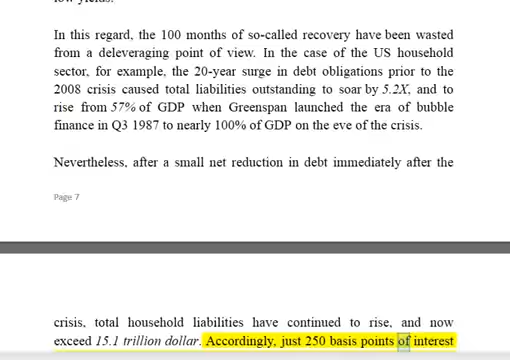 low yields.
In this regard, the 100 months of so-called recovery have been wasted
from a deleveraging point of view. In the case of the US household
sector, for example, the 20-year surge in debt obligations prior to the
2008 crisis caused total liabilities outstanding to soar by 5.2X, and to
rise from 57% of GDP when Greenspan launched the era of bubble
finance in Q3 1987 to nearly 100% of GDP on the eve of the crisis.
Nevertheless, after a small net reduction in debt immediately after the
Page 7
crisis, total household liabilities have continued to rise, and now
exceed 15.1 trillion dollar. Accordingly, just 250 basis points of interest